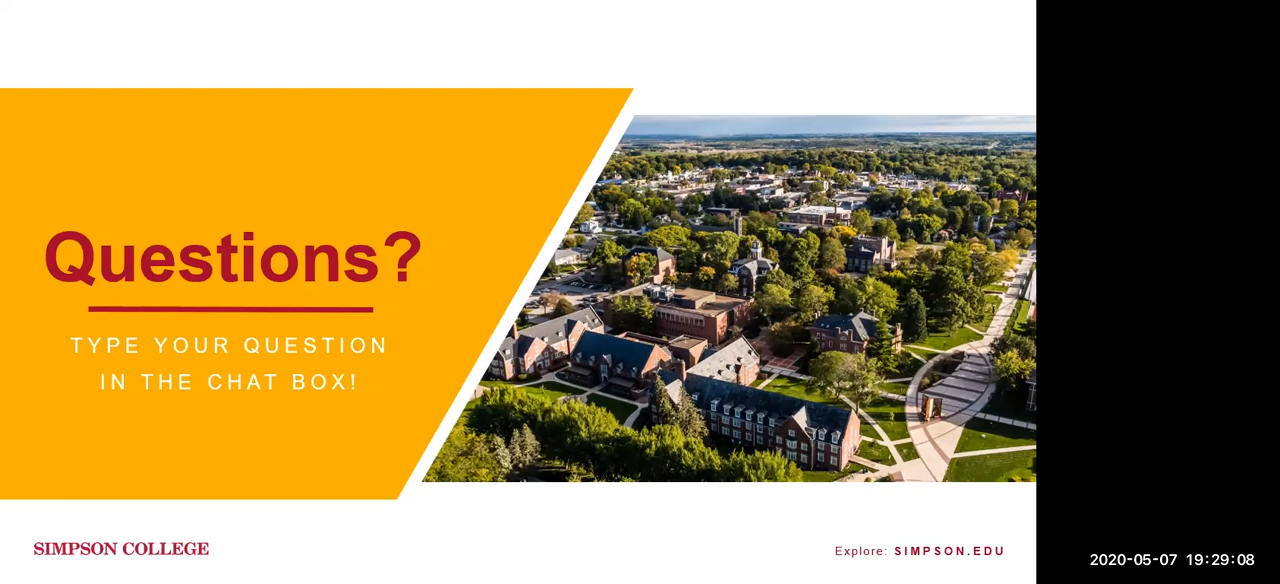 Questions?
TYPE YOUR QUESTION
IN THE CHAT BOX!
SIMPSON COLLEGE
Explore: SIMPSON.EDU
2020-05-07 19:29:08